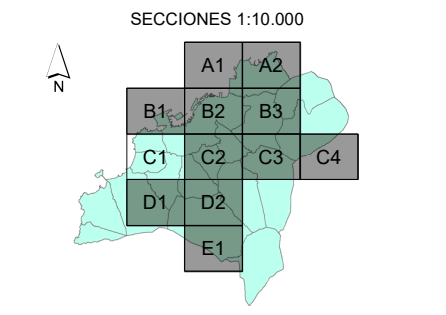 SECCIONES 1:10.000
N
A1 A2
B1 B2 B3
C1 C2 C3 C4
D1 D2
E1